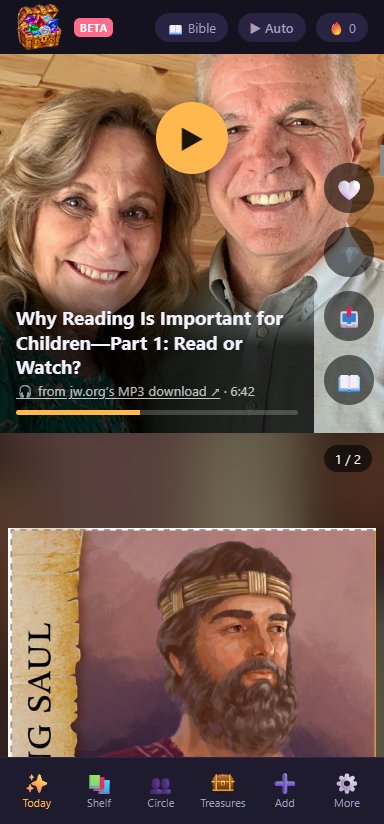 BETA
Bible
Auto
0
Why Reading Is Important for
Children—Part 1: Read or
Watch?
from jw.org's MP3 download ↗ · 6:42
1 / 2
NG SAUL
Today
Shelf
Circle
Treasures
Add
More